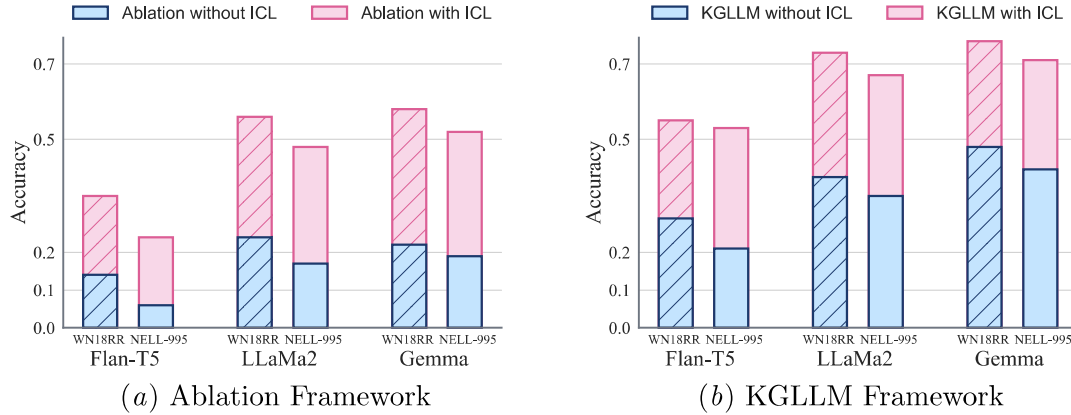 Ablation without ICL Ablation with ICL
Accuracy
0.7
0.5
0.2
0.1
0.0
WN18RR NELL-995 WN18RR NELL-995 WN18RR NELL-995
Flan-T5 LLaMa2 Gemma
(a) Ablation Framework
KGLLM without ICL KGLLM with ICL
Accuracy
0.7
0.5
0.2
0.1
0.0
WN18RR NELL-995 WN18RR NELL-995 WN18RR NELL-995
Flan-T5 LLaMa2 Gemma
(b) KGLLM Framework